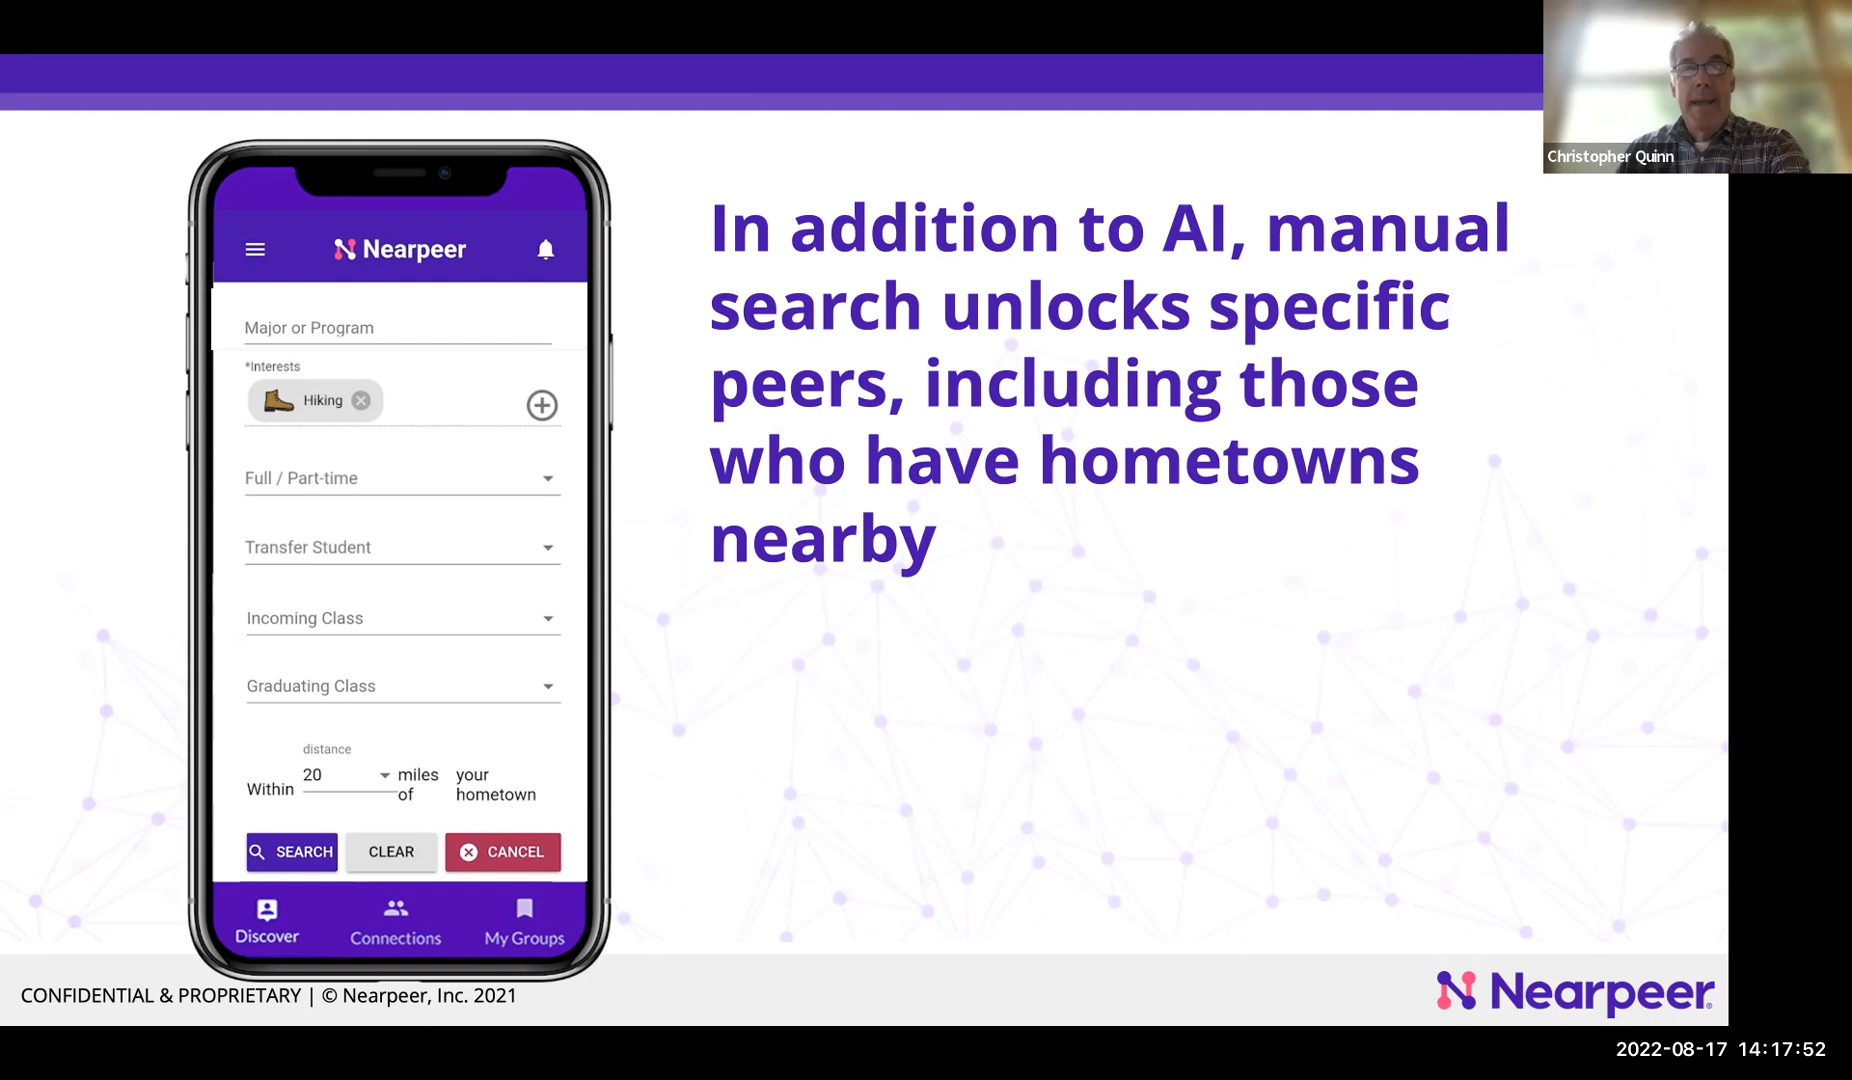 Christopher Quinn
Nearpeer
Major or Program
*Interests
Hiking
Full / Part-time
Transfer Student
Incoming Class
Graduating Class
distance
Within 20 miles of your hometown
SEARCH CLEAR CANCEL
Discover Connections My Groups
In addition to AI, manual
search unlocks specific
peers, including those
who have hometowns
nearby
CONFIDENTIAL & PROPRIETARY | © Nearpeer, Inc. 2021
Nearpeer®
2022-08-17 14:17:52